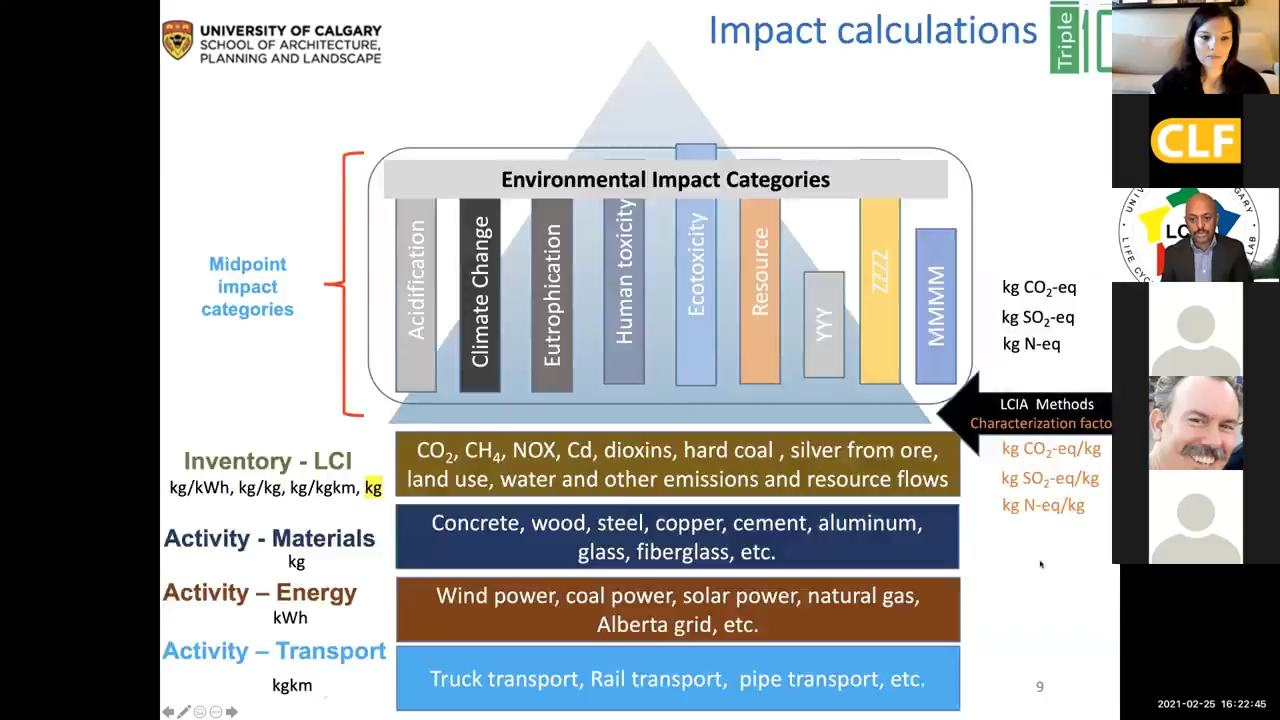 UNIVERSITY OF CALGARY
SCHOOL OF ARCHITECTURE,
PLANNING AND LANDSCAPE
Impact calculations
Triple
CLF
Environmental Impact Categories
Acidification
Climate Change
Eutrophication
Human toxicity
Ecotoxicity
Resource
YYY
ZZZZ
MMMM
Midpoint
impact
categories
kg CO₂-eq
kg SO₂-eq
kg N-eq
LCIA Methods
Characterization facto
kg CO₂-eq/kg
kg SO₂-eq/kg
kg N-eq/kg
Inventory - LCI
kg/kWh, kg/kg, kg/kgkm, kg
CO₂, CH₄, NOX, Cd, dioxins, hard coal , silver from ore,
land use, water and other emissions and resource flows
Activity - Materials
kg
Concrete, wood, steel, copper, cement, aluminum,
glass, fiberglass, etc.
Activity – Energy
kWh
Wind power, coal power, solar power, natural gas,
Alberta grid, etc.
Activity – Transport
kgkm
Truck transport, Rail transport, pipe transport, etc.
9
2021-02-25 16:22:45